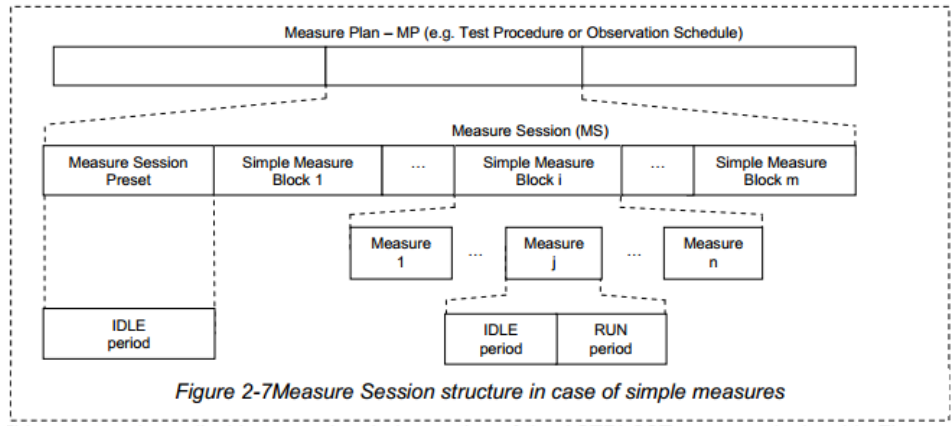 Measure Plan – MP (e.g. Test Procedure or Observation Schedule)
Measure Session (MS)
Measure Session Preset
Simple Measure Block 1
...
Simple Measure Block i
...
Simple Measure Block m
Measure 1
...
Measure j
...
Measure n
IDLE period
IDLE period
RUN period
Figure 2-7Measure Session structure in case of simple measures